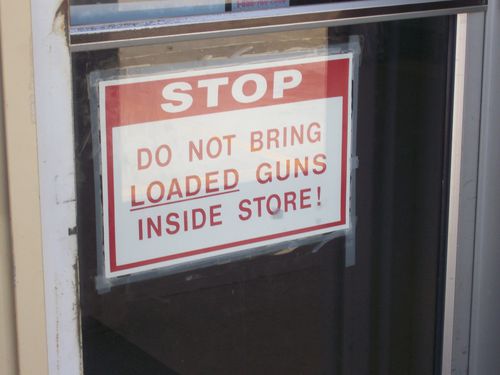 STOP
DO NOT BRING
LOADED GUNS
INSIDE STORE!